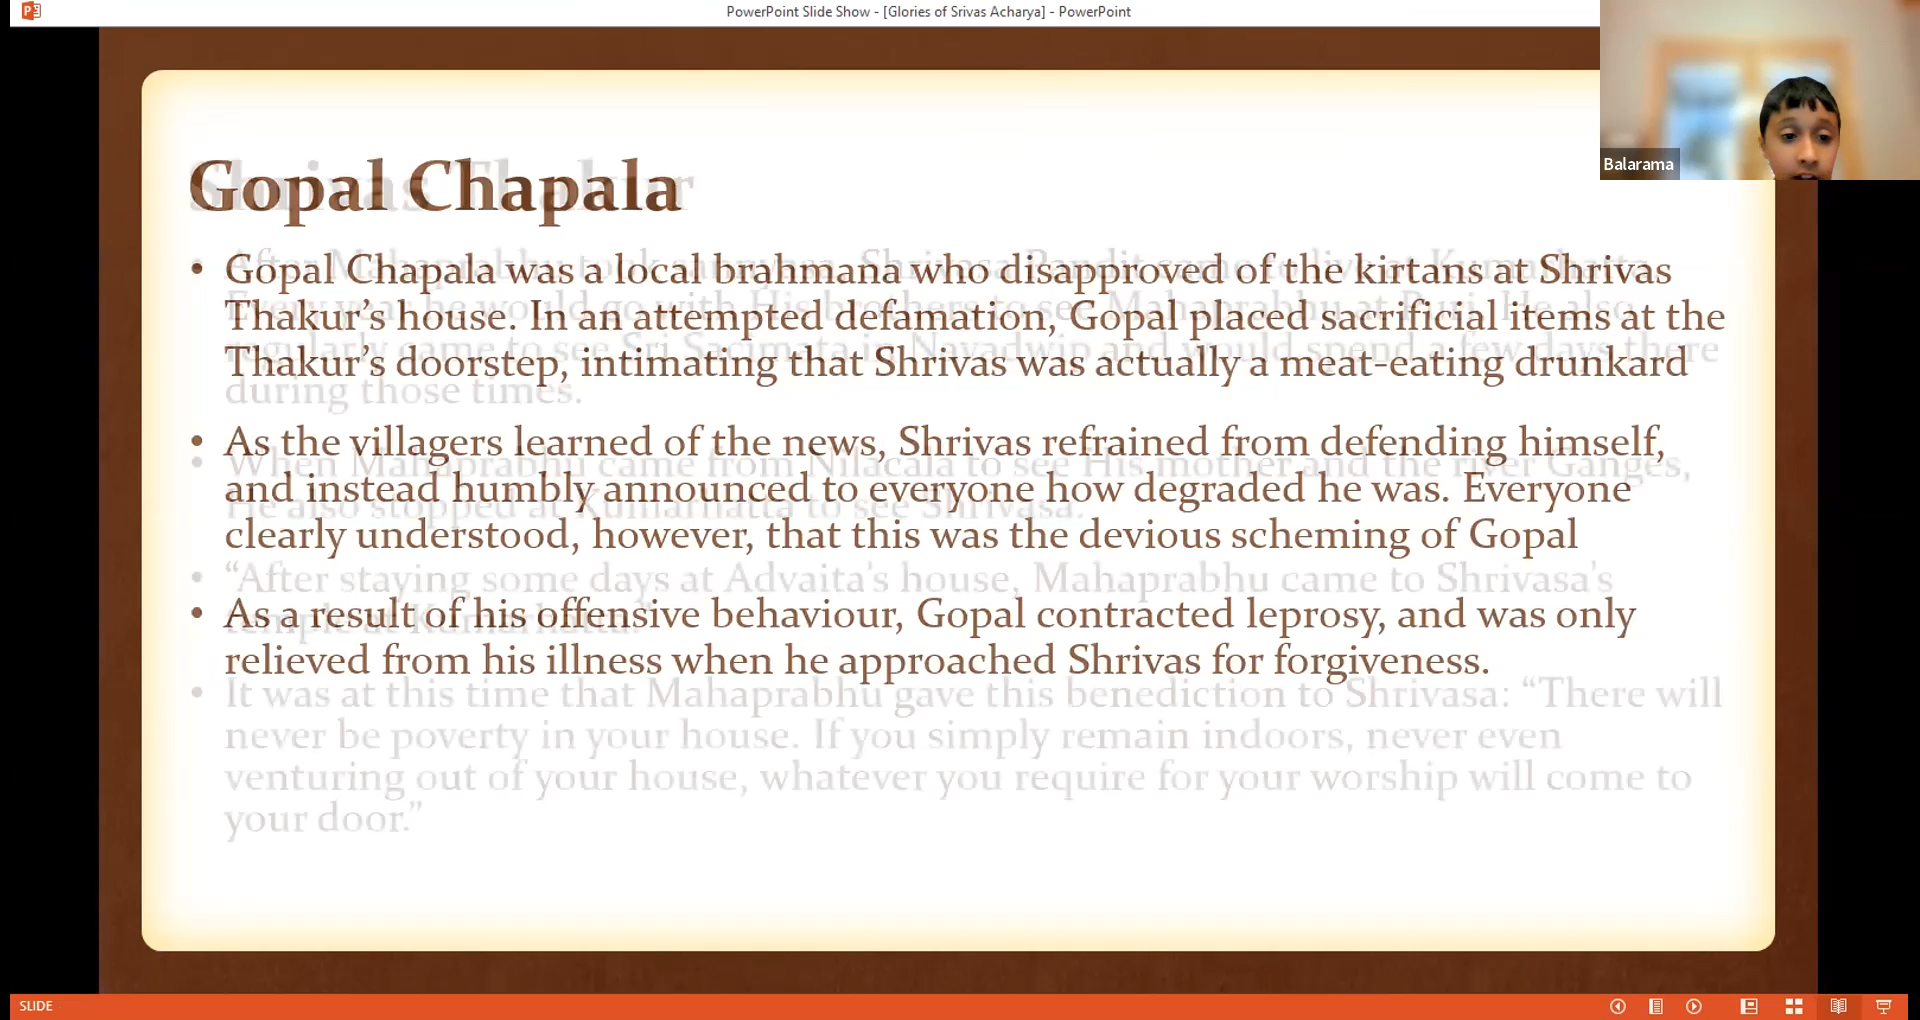 PowerPoint Slide Show - [Glories of Srivas Acharya] - PowerPoint
Balarama
Gopal Chapala
Shrivas Thakur
• Gopal Chapala was a local brahmana who disapproved of the kirtans at Shrivas
Thakur’s house. In an attempted defamation, Gopal placed sacrificial items at the
Thakur’s doorstep, intimating that Shrivas was actually a meat-eating drunkard
• As the villagers learned of the news, Shrivas refrained from defending himself,
and instead humbly announced to everyone how degraded he was. Everyone
clearly understood, however, that this was the devious scheming of Gopal
• As a result of his offensive behaviour, Gopal contracted leprosy, and was only
relieved from his illness when he approached Shrivas for forgiveness.
• After Mahaprabhu took sannyasa, Shrivasa Pandit came to live at Kumarhatta.
Every year he would go with His brothers to see Mahaprabhu at Puri. He also
regularly came to see Sri Sacimata in Navadwip and would spend a few days there
during those times.
• When Mahaprabhu came from Nilacala to see His mother and the river Ganges,
He also stopped at Kumarhatta to see Shrivasa.
• “After staying some days at Advaita’s house, Mahaprabhu came to Shrivasa’s
temple at Kumarhatta.”
• It was at this time that Mahaprabhu gave this benediction to Shrivasa: “There will
never be poverty in your house. If you simply remain indoors, never even
venturing out of your house, whatever you require for your worship will come to
your door.”
SLIDE